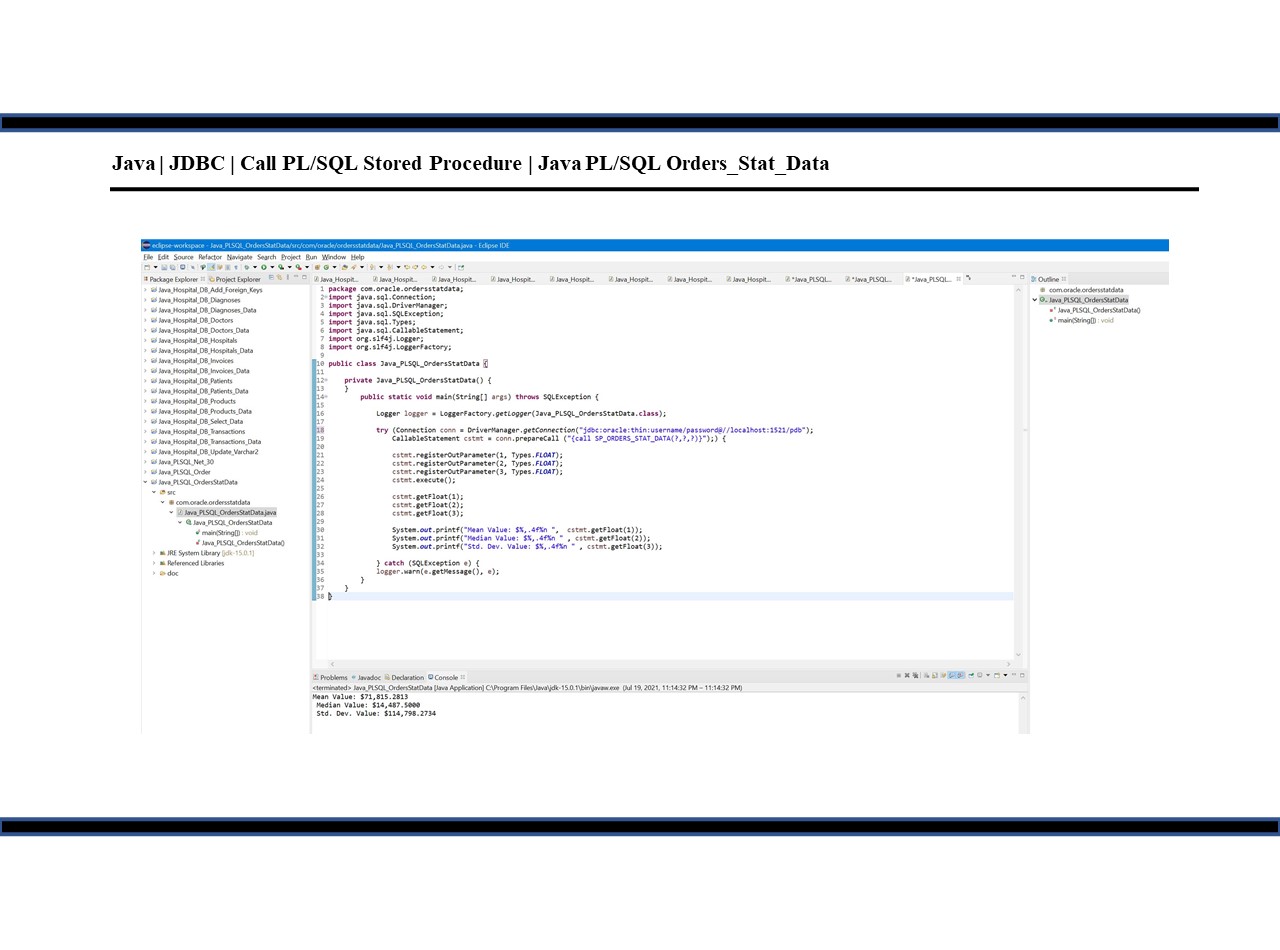 Java | JDBC | Call PL/SQL Stored Procedure | Java PL/SQL Orders_Stat_Data
eclipse-workspace - Java_PLSQL_OrdersStatData/src/com/oracle/ordersstatdata/Java_PLSQL_OrdersStatData.java - Eclipse IDE
File Edit Source Refactor Navigate Search Project Run Window Help
Package Explorer Project Explorer
Java_Hospital_DB_Add_Foreign_Keys
Java_Hospital_DB_Diagnoses
Java_Hospital_DB_Diagnoses_Data
Java_Hospital_DB_Doctors
Java_Hospital_DB_Doctors_Data
Java_Hospital_DB_Hospitals
Java_Hospital_DB_Hospitals_Data
Java_Hospital_DB_Invoices
Java_Hospital_DB_Invoices_Data
Java_Hospital_DB_Patients
Java_Hospital_DB_Patients_Data
Java_Hospital_DB_Products
Java_Hospital_DB_Products_Data
Java_Hospital_DB_Select_Data
Java_Hospital_DB_Transactions
Java_Hospital_DB_Transactions_Data
Java_Hospital_DB_Update_Varchar2
Java_PLSQL_Net_30
Java_PLSQL_Order
Java_PLSQL_OrdersStatData
src
com.oracle.ordersstatdata
Java_PLSQL_OrdersStatData.java
Java_PLSQL_OrdersStatData
main(String[]) : void
Java_PLSQL_OrdersStatData()
JRE System Library [jdk-15.0.1]
Referenced Libraries
doc
Java_Hospit... Java_Hospit... Java_Hospit... Java_Hospit... Java_Hospit... Java_Hospit... Java_Hospit... Java_Hospit... *Java_PLSQL... *Java_PLSQL... *Java_PLSQL...
1 package com.oracle.ordersstatdata;
2 import java.sql.Connection;
3 import java.sql.DriverManager;
4 import java.sql.SQLException;
5 import java.sql.Types;
6 import java.sql.CallableStatement;
7 import org.slf4j.Logger;
8 import org.slf4j.LoggerFactory;
9
10 public class Java_PLSQL_OrdersStatData {
11
12 private Java_PLSQL_OrdersStatData() {
13 }
14 public static void main(String[] args) throws SQLException {
15
16 Logger logger = LoggerFactory.getLogger(Java_PLSQL_OrdersStatData.class);
17
18 try (Connection conn = DriverManager.getConnection("jdbc:oracle:thin:username/password@//localhost:1521/pdb");
19 CallableStatement cstmt = conn.prepareCall ("{call SP_ORDERS_STAT_DATA(?,?,?)}");) {
20
21 cstmt.registerOutParameter(1, Types.FLOAT);
22 cstmt.registerOutParameter(2, Types.FLOAT);
23 cstmt.registerOutParameter(3, Types.FLOAT);
24 cstmt.execute();
25
26 cstmt.getFloat(1);
27 cstmt.getFloat(2);
28 cstmt.getFloat(3);
29
30 System.out.printf("Mean Value: $%,.4f%n ", cstmt.getFloat(1));
31 System.out.printf("Median Value: $%,.4f%n " , cstmt.getFloat(2));
32 System.out.printf("Std. Dev. Value: $%,.4f%n " , cstmt.getFloat(3));
33
34 } catch (SQLException e) {
35 logger.warn(e.getMessage(), e);
36 }
37 }
38 }
Problems Javadoc Declaration Console
<terminated> Java_PLSQL_OrdersStatData [Java Application] C:\Program Files\Java\jdk-15.0.1\bin\javaw.exe (Jul 19, 2021, 11:14:32 PM – 11:14:32 PM)
Mean Value: $71,815.2813
Median Value: $14,487.5000
Std. Dev. Value: $114,798.2734
Outline
com.oracle.ordersstatdata
Java_PLSQL_OrdersStatData
Java_PLSQL_OrdersStatData()
main(String[]) : void